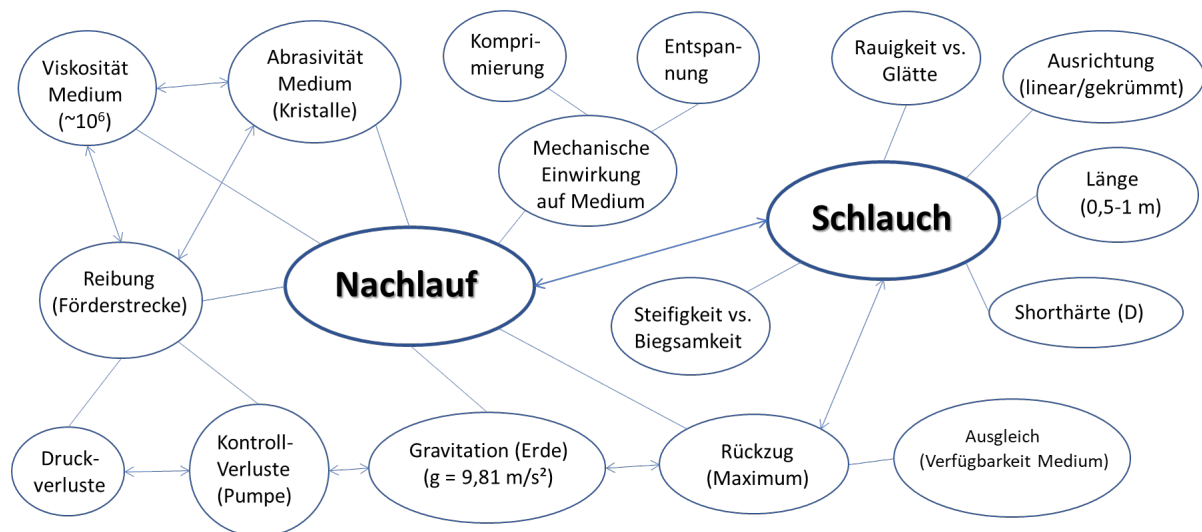 Viskosität
Medium
(~10⁶)
Abrasivität
Medium
(Kristalle)
Kompri-
mierung
Entspan-
nung
Mechanische
Einwirkung
auf Medium
Rauigkeit vs.
Glätte
Ausrichtung
(linear/gekrümmt)
Länge
(0,5-1 m)
Schlauch
Nachlauf
Reibung
(Förderstrecke)
Steifigkeit vs.
Biegsamkeit
Shorthärte (D)
Druck-
verluste
Kontroll-
Verluste
(Pumpe)
Gravitation (Erde)
(g = 9,81 m/s²)
Rückzug
(Maximum)
Ausgleich
(Verfügbarkeit Medium)